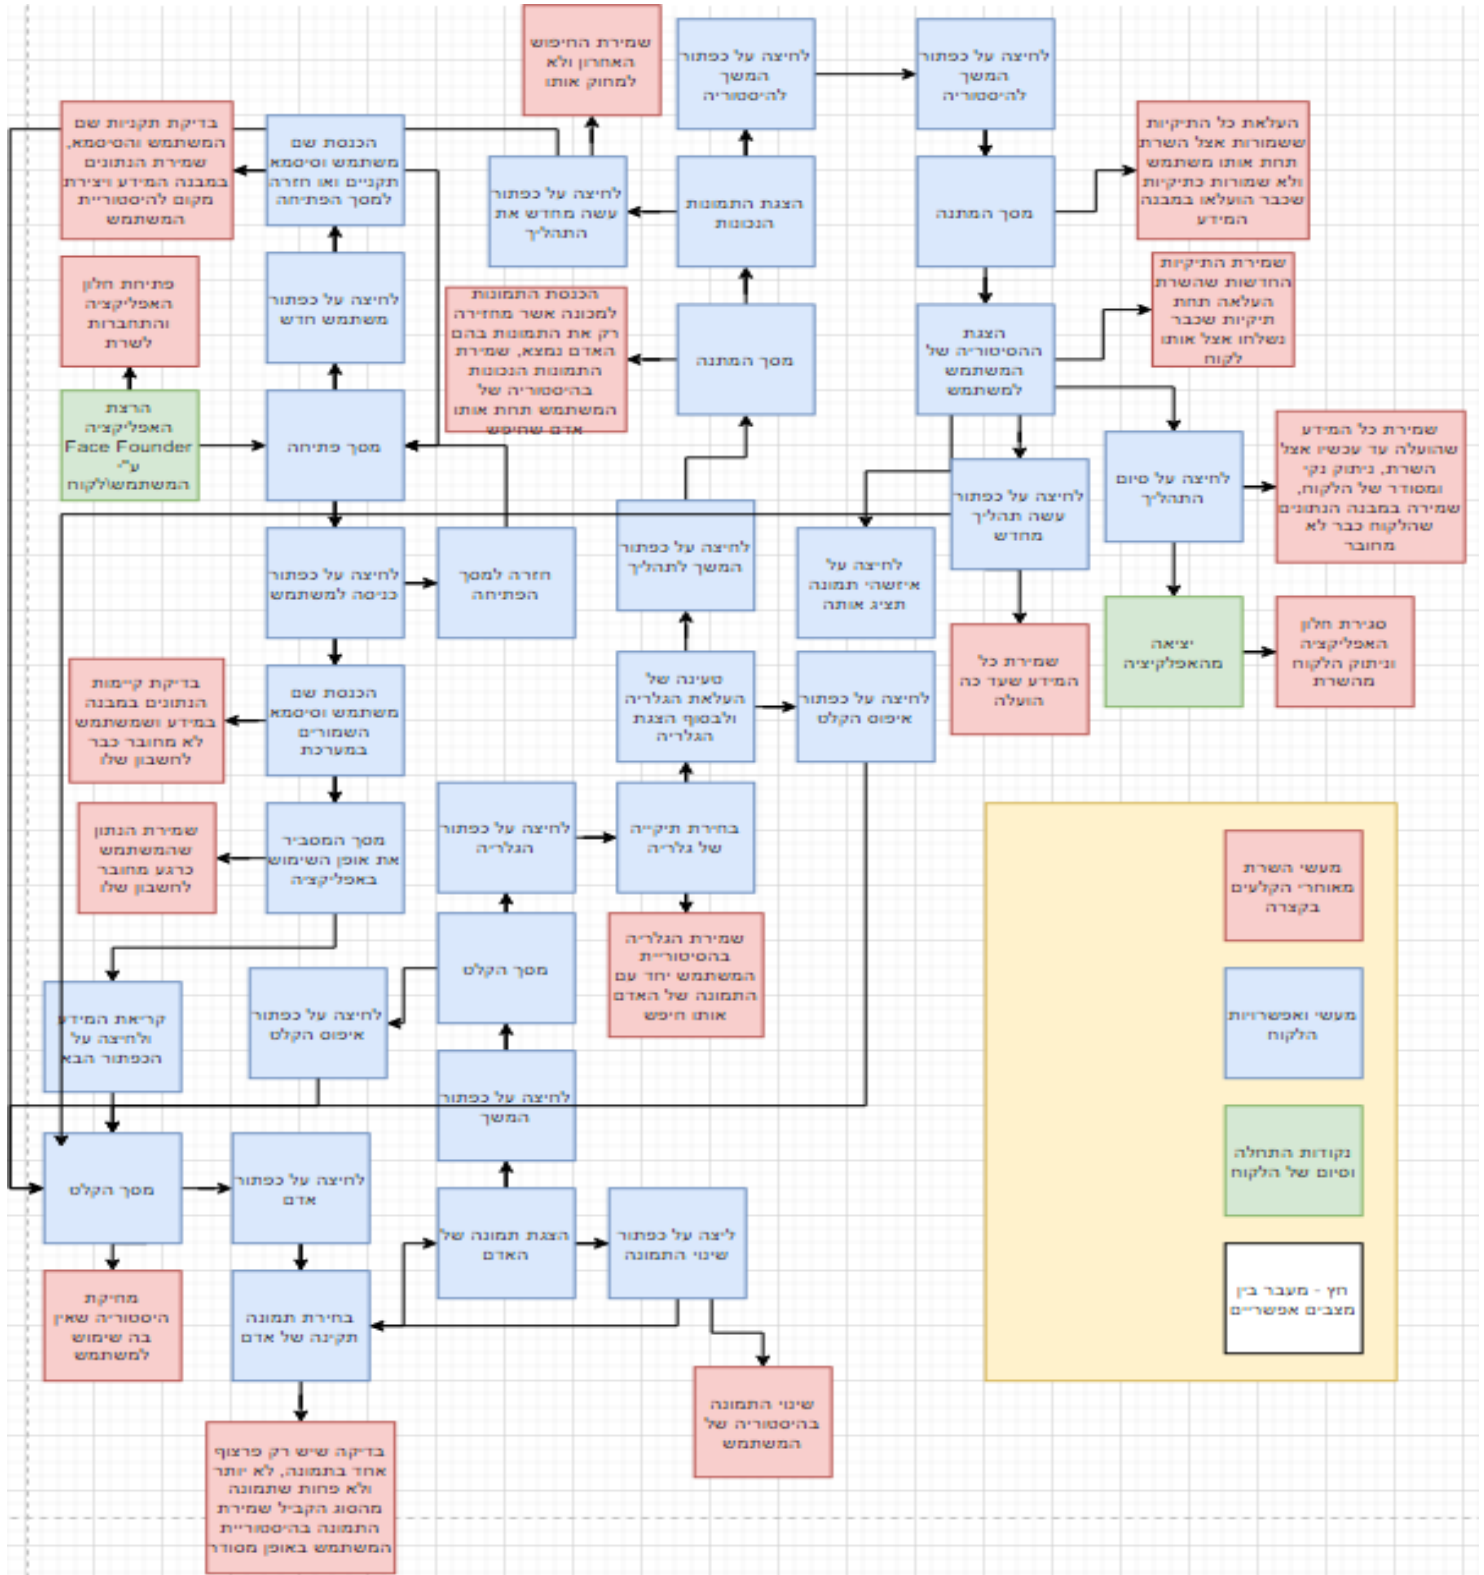 שמירת החיפוש
האחרון ולא
למחוק אותו
לחיצה על כפתור
המשך
להיסטוריה
לחיצה על כפתור
המשך
להיסטוריה
בדיקת תקניות שם
המשתמש והסיסמא,
שמירת הנתונים
במבנה המידע ויצירת
מקום להיסטוריית
המשתמש
הכנסת שם
משתמש וסיסמא
תקניים ואו חזרה
למסך הפתיחה
לחיצה על כפתור
עשה מחדש את
התהליך
הצגת התמונות
הנכונות
מסך המתנה
העלאת כל התיקיות
ששמורות אצל השרת
תחת אותו משתמש
ולא שמורות כתיקיות
שכבר הועלאו במבנה
המידע
פתיחת חלון
האפליקציה
והתחברות
לשרת
לחיצה על כפתור
משתמש חדש
הכנסת התמונות
למכונה אשר מחזירה
רק את התמונות בהם
האדם נמצא, שמירת
התמונות הנכונות
בהיסטוריה של
המשתמש תחת אותו
אדם שחיפש
מסך המתנה
הצגת
ההסיטוריה של
המשתמש
למשתמש
שמירת התיקיות
החדשות שהשרת
העלאה תחת
תיקיות שכבר
נשלחו אצל אותו
לקוח
הרצת
האפליקציה
Face Founder
ע"י
המשתמש\לקוח
מסך פתיחה
לחיצה על כפתור
עשה תהליך
מחדש
לחיצה על סיום
התהליך
שמירת כל המידע
שהועלה עד עכשיו אצל
השרת, ניתוק נקי
ומסודר של הלקוח,
שמירה במבנה הנתונים
שהלקוח כבר לא
מחובר
לחיצה על כפתור
כניסה למשתמש
חזרה למסך
הפתיחה
לחיצה על כפתור
המשך לתהליך
לחיצה על
איזשהי תמונה
תציג אותה
שמירת כל
המידע שעד כה
הועלה
יציאה
מהאפלקיציה
סגירת חלון
האפליקציה
וניתוק הלקוח
מהשרת
בדיקת קיימות
הנתונים במבנה
במידע ושמשתמש
לא מחובר כבר
לחשבון שלו
הכנסת שם
משתמש וסיסמא
השמורים
במערכת
טעינה של
העלאת הגלריה
ולבסוף הצגת
הגלריה
לחיצה על כפתור
איפוס הקלט
שמירת הנתון
שהמשתמש
כרגע מחובר
לחשבון שלו
מסך המסביר
את אופן השימוש
באפליקציה
לחיצה על כפתור
הגלריה
בחירת תיקייה
של גלריה
מעשי השרת
מאוחרי הקלעים
בקצרה
קריאת המידע
ולחיצה על
הכפתור הבא
לחיצה על כפתור
איפוס הקלט
מסך הקלט
שמירת הגלריה
בהסיטוריית
המשתמש יחד עם
התמונה של האדם
אותו חיפש
מעשי ואפשרויות
הלקוח
לחיצה על כפתור
המשך
מסך הקלט
לחיצה על כפתור
אדם
הצגת תמונה של
האדם
ליצה על כפתור
שינוי התמונה
נקודות התחלה
וסיום של הלקוח
מחיקת
היסטוריה שאין
בה שימוש
למשתמש
בחירת תמונה
תקינה של אדם
שינוי התמונה
בהיסטוריה של
המשתמש
חץ - מעבר בין
מצבים אפשריים
בדיקה שיש רק פרצוף
אחד בתמונה, לא יותר
ולא פחות שתמונה
מהסוג הקביל שמירת
התמונה בהיסטוריית
המשתמש באופן מסודר